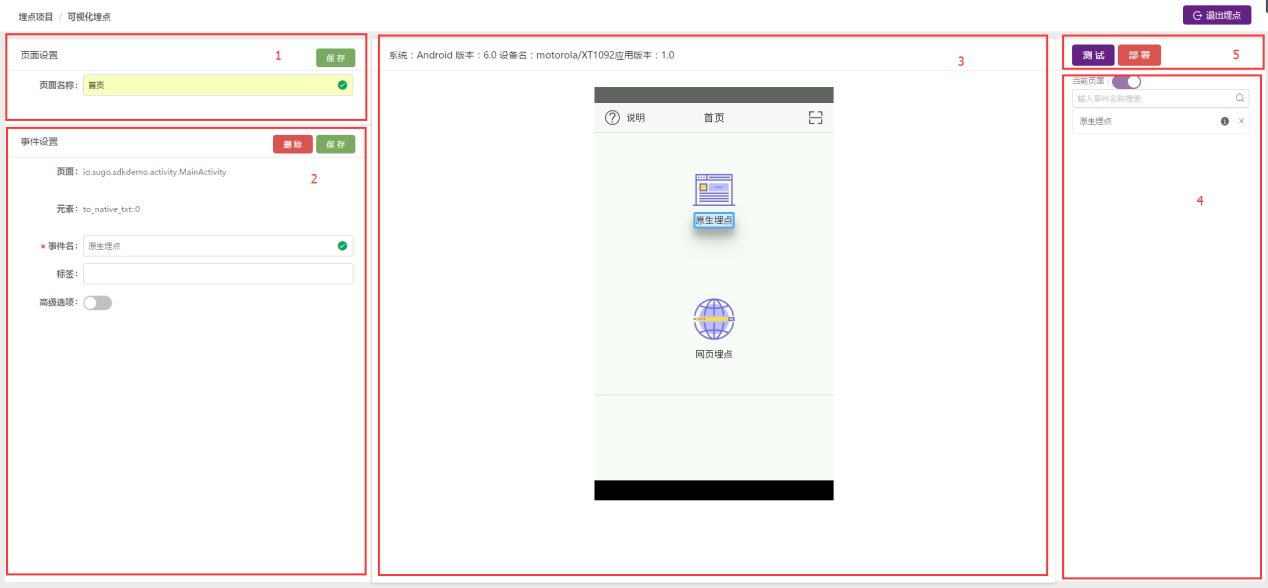 埋点项目 / 可视化埋点
退出埋点
页面设置
1
保存
页面名称: 首页
事件设置
删除
保存
页面: io.sugo.sdkdemo.activity.MainActivity
2
元素: to_native_txt::0
* 事件名: 原生埋点
标签:
高级选项:
系统：Android 版本：6.0 设备名：motorola/XT1092应用版本：1.0
3
? 说明
首页
原生埋点
网页埋点
测试
部署
5
当前页面：
输入事件名称搜索
原生埋点
4